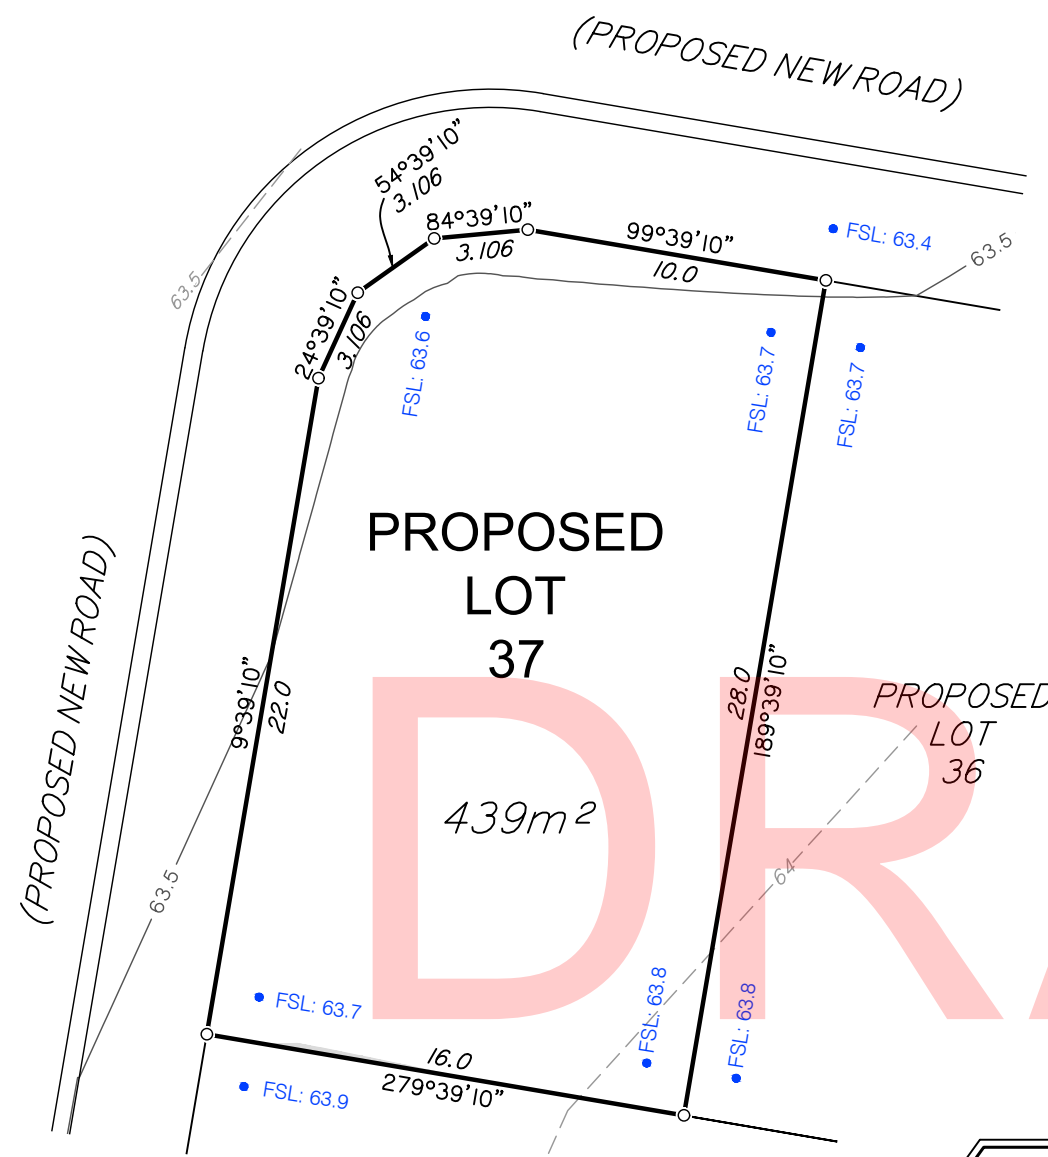 (PROPOSED NEW ROAD)
54°39'10"
3.106
84°39'10"
3.106
99°39'10"
10.0
FSL: 63.4
63.5
63.5
24°39'10"
3.106
FSL: 63.6
FSL: 63.7
FSL: 63.7
PROPOSED
LOT
37
(PROPOSED NEW ROAD)
9°39'10"
22.0
28.0
189°39'10"
PROPOSED
LOT
36
439m²
64
63.5
DRA
FSL: 63.7
FSL: 63.8
FSL: 63.8
16.0
279°39'10"
FSL: 63.9